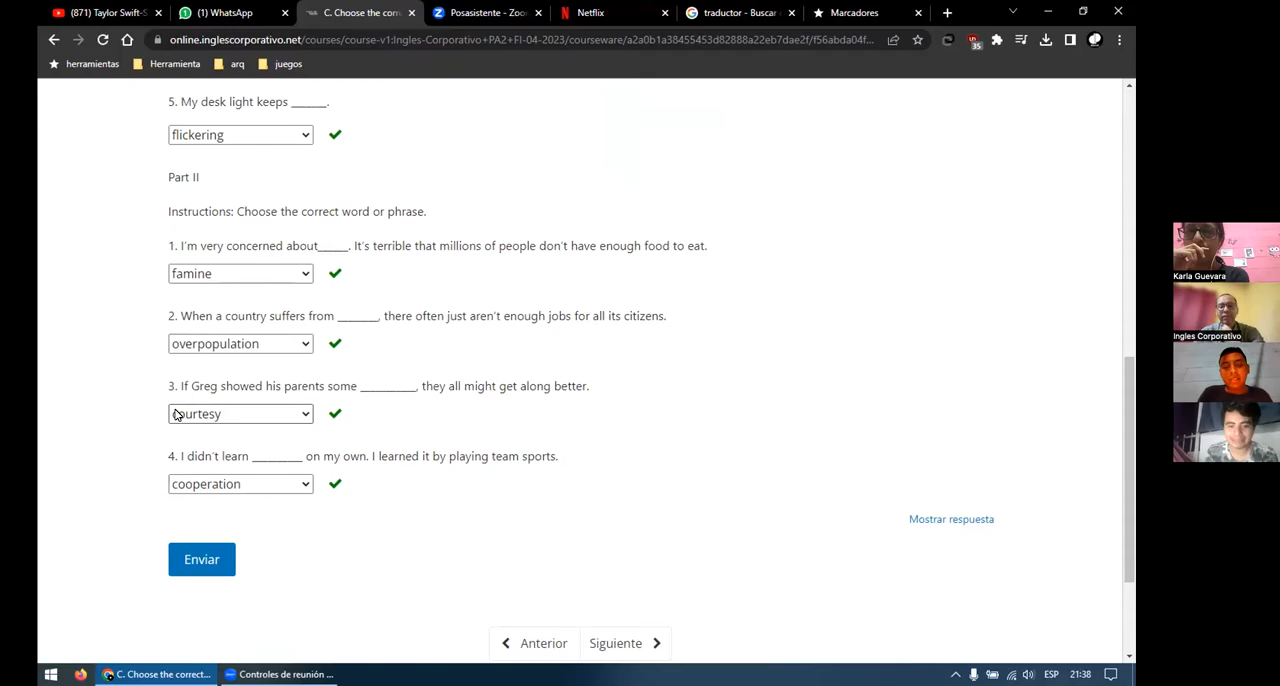 (871) Taylor Swift-S
(1) WhatsApp
C. Choose the corr
Posasistente - Zoo
Netflix
traductor - Buscar
Marcadores
online.inglescorporativo.net/courses/course-v1:Ingles-Corporativo+PA2+FI-04-2023/courseware/a2a0b1a38455453d82888a22eb7dae2f/f56abda04f...
35
herramientas
Herramienta
arq
juegos
5. My desk light keeps ______.
flickering
Part II
Instructions: Choose the correct word or phrase.
1. I'm very concerned about_____. It's terrible that millions of people don't have enough food to eat.
famine
2. When a country suffers from _______, there often just aren't enough jobs for all its citizens.
overpopulation
3. If Greg showed his parents some __________, they all might get along better.
courtesy
4. I didn't learn _________ on my own. I learned it by playing team sports.
cooperation
Mostrar respuesta
Enviar
Anterior
Siguiente
Karla Guevara
Ingles Corporativo
C. Choose the correct...
Controles de reunión ...
ESP
21:38